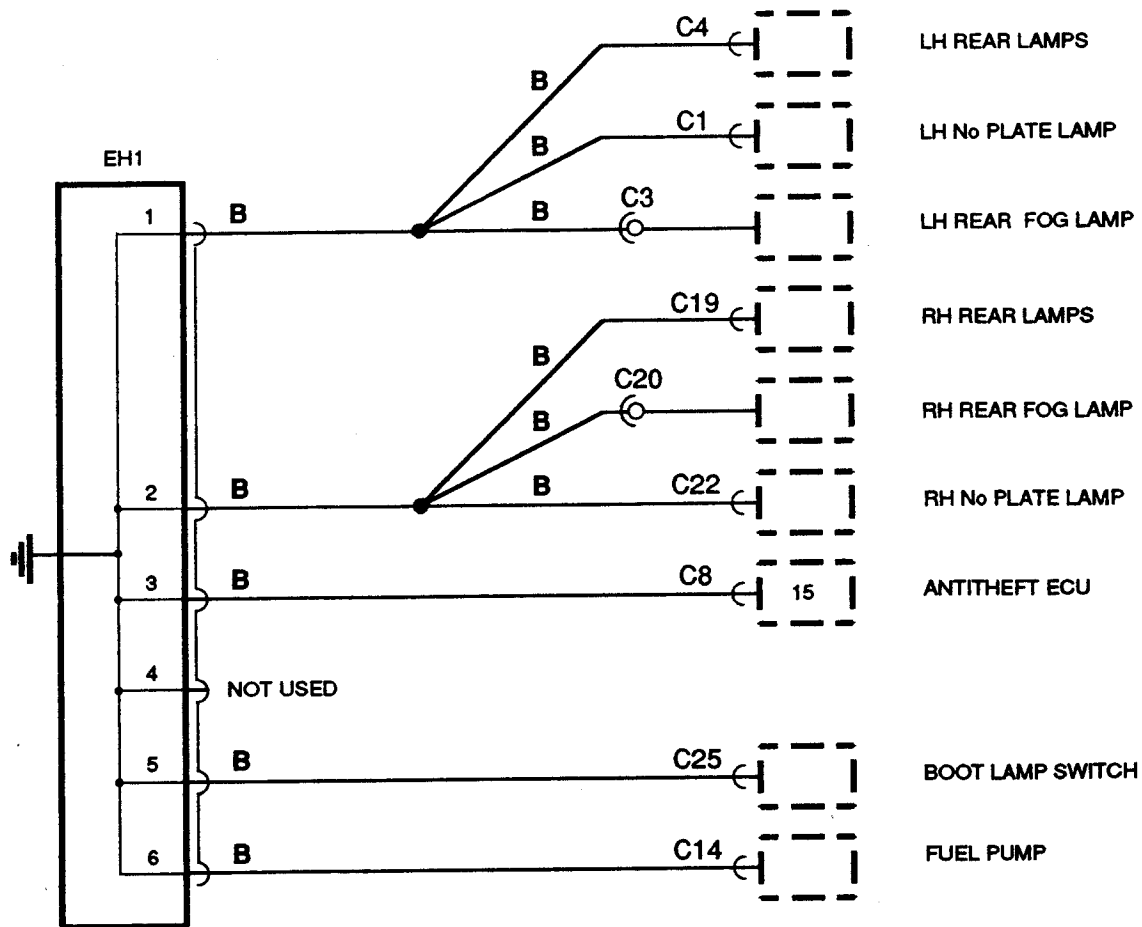 C4 LH REAR LAMPS
B
C1 LH No PLATE LAMP
B
EH1
1 B B C3 LH REAR FOG LAMP
C19 RH REAR LAMPS
B
C20 RH REAR FOG LAMP
B
2 B B C22 RH No PLATE LAMP
3 B C8 15 ANTITHEFT ECU
4 NOT USED
5 B C25 BOOT LAMP SWITCH
6 B C14 FUEL PUMP